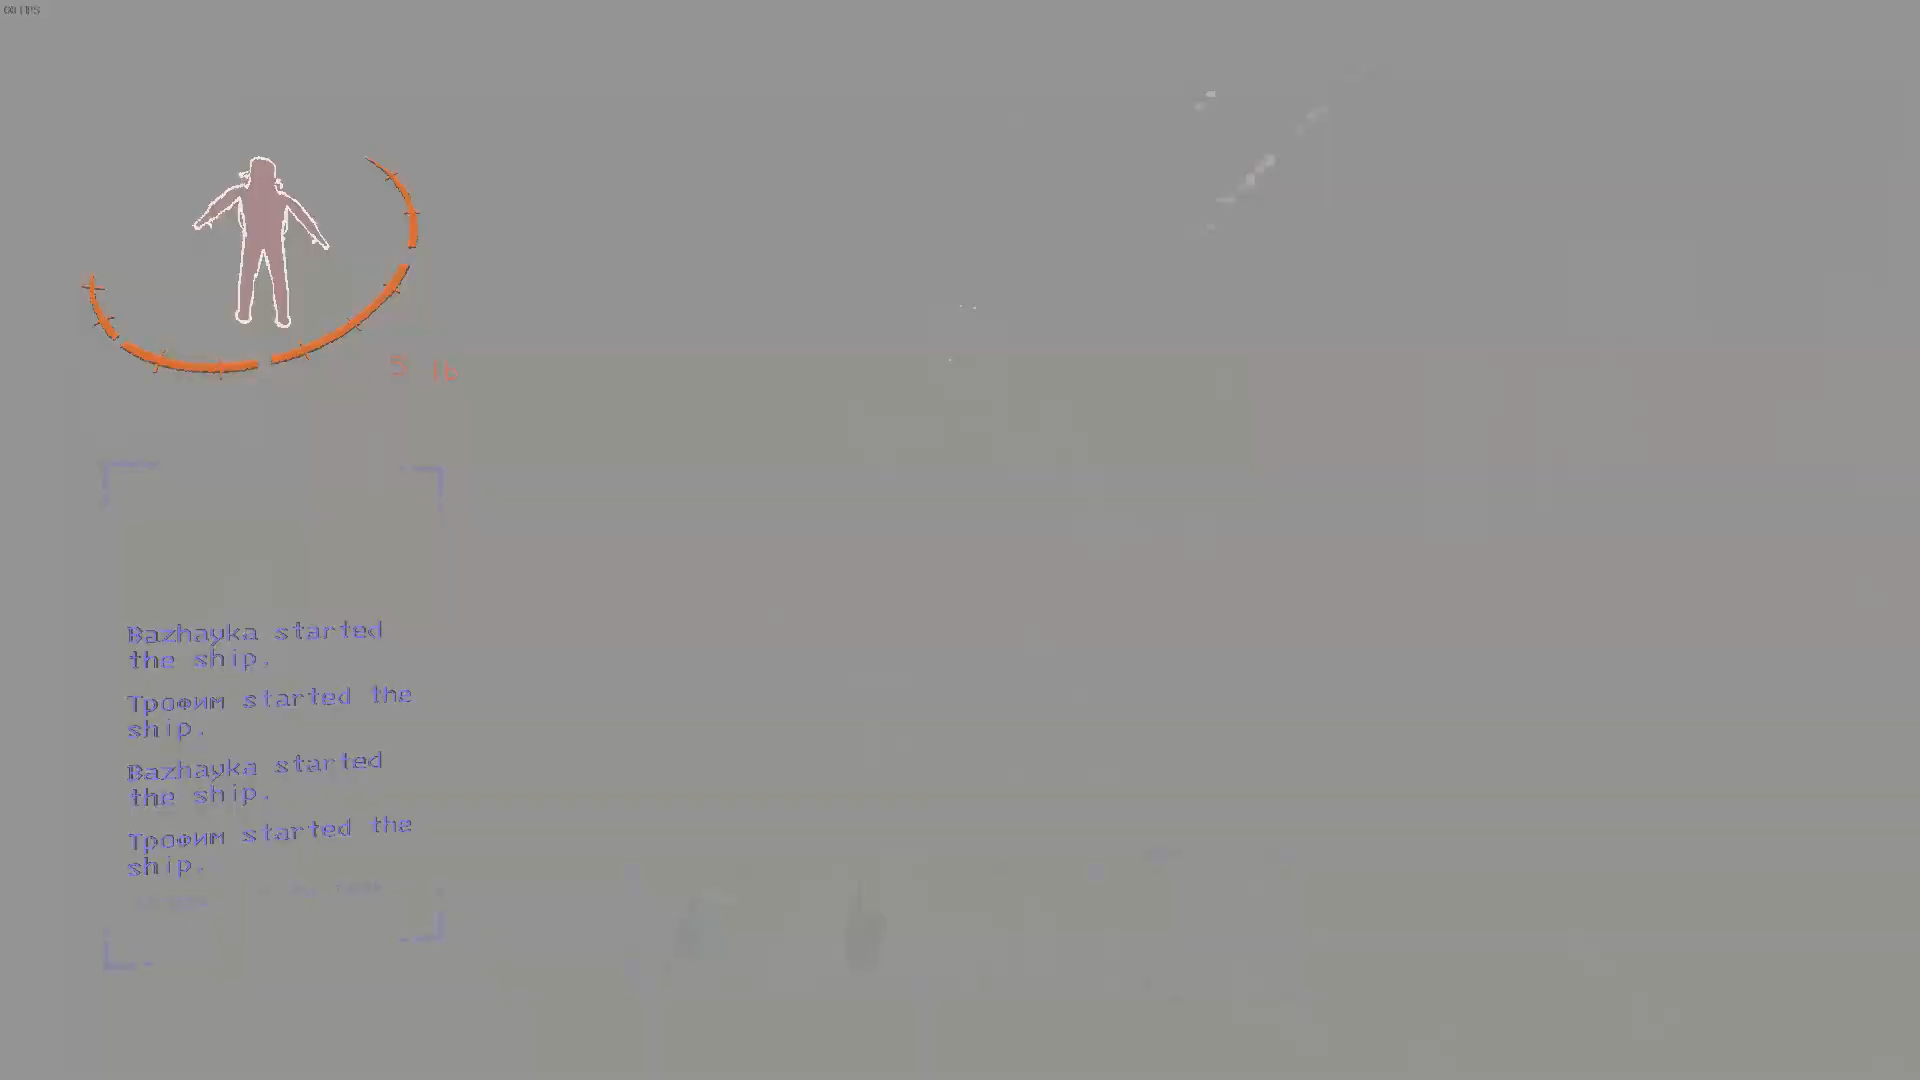 5 lb
Bazhayka started
the ship.
Трофим started the
ship.
Bazhayka started
the ship.
Трофим started the
ship.